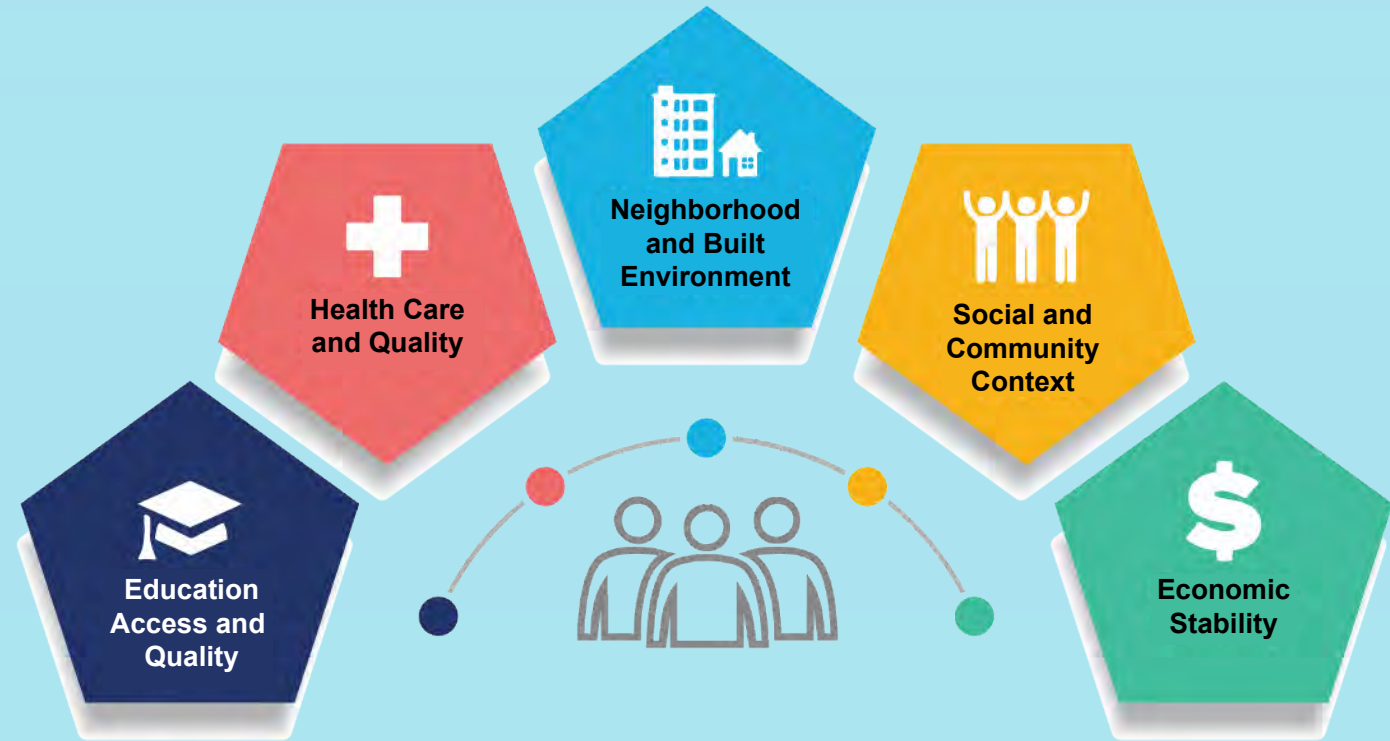 Education
Access and
Quality
Health Care
and Quality
Neighborhood
and Built
Environment
Social and
Community
Context
$
Economic
Stability